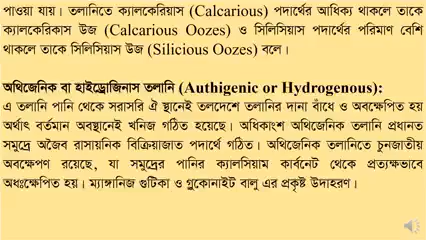 পাওয়া যায়। তলানিতে ক্যালকেরিয়াস (Calcarious) পদার্থের আধিক্য থাকলে তাকে
ক্যালকেরিকাস উজ (Calcarious Oozes) ও সিলিসিয়াস পদার্থের পরিমাণ বেশি
থাকলে তাকে সিলিসিয়াস উজ (Silicious Oozes) বলে।
অথিজেনিক বা হাইড্রোজিনাস তলানি (Authigenic or Hydrogenous):
এ তলানি পানি থেকে সরাসরি ঐ স্থানেই তলদেশে তলানির দানা বাঁধে ও অবক্ষেপিত হয়
অর্থাৎ বর্তমান অবস্থানেই খনিজ গঠিত হয়েছে। অধিকাংশ অথিজেনিক তলানি প্রধানত
সমুদ্রে অজৈব রাসায়নিক বিক্রিয়াজাত পদার্থে গঠিত। অথিজেনিক তলানিতে চুনজাতীয়
অবক্ষেপণ রয়েছে, যা সমুদ্রের পানির ক্যালসিয়াম কার্বনেট থেকে প্রত্যক্ষভাবে
অধঃক্ষেপিত হয়। ম্যাঙ্গানিজ গুটিকা ও গ্লুকোনাইট বালু এর প্রকৃষ্ট উদাহরণ।